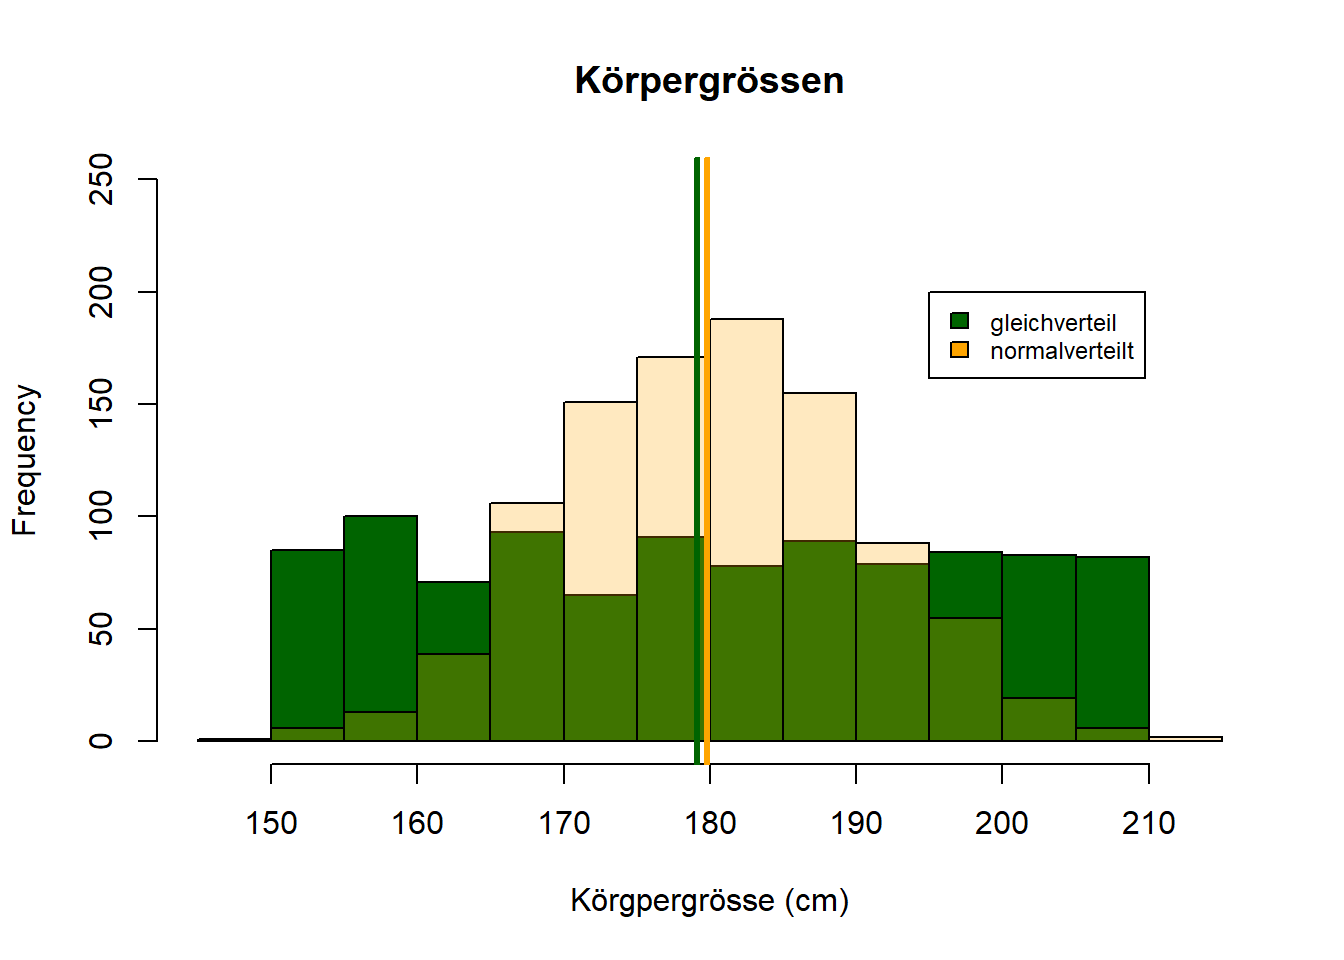 Körpergrössen
Frequency
250
200
150
100
50
0
gleichverteil
normalverteilt
150 160 170 180 190 200 210
Körgpergrösse (cm)